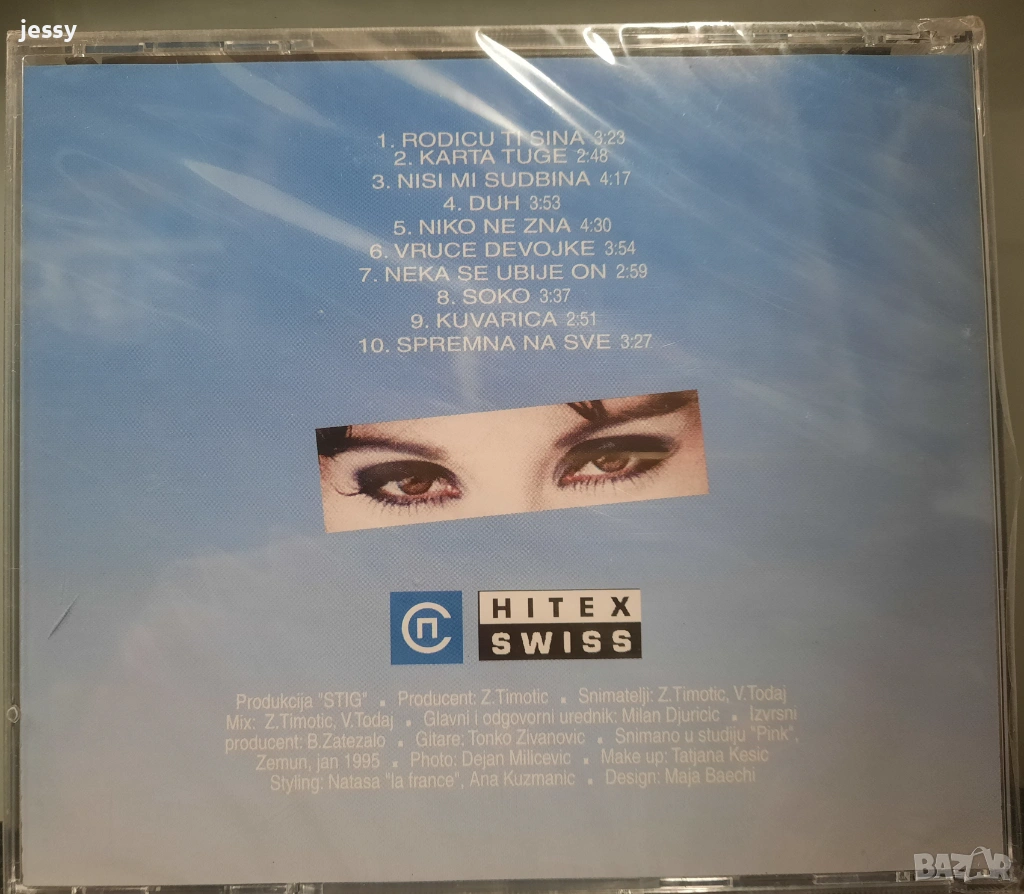 jessy
1. RODICU TI SINA 3:23
2. KARTA TUGE 2:48
3. NISI MI SUDBINA 4:17
4. DUH 3:53
5. NIKO NE ZNA 4:30
6. VRUCE DEVOJKE 3:54
7. NEKA SE UBIJE ON 2:59
8. SOKO 3:37
9. KUVARICA 2:51
10. SPREMNA NA SVE 3:27
СП
HITEX
SWISS
Produkcija "STIG" ▪ Producent: Z.Timotic ▪ Snimatelji: Z.Timotic, V.Todaj
Mix: Z.Timotic, V.Todaj ▪ Glavni i odgovorni urednik: Milan Djuricic ▪ Izvrsni
producent: B.Zatezalo ▪ Gitare: Tonko Zivanovic ▪ Snimano u studiju "Pink",
Zemun, jan 1995 ▪ Photo: Dejan Milicevic ▪ Make up: Tatjana Kesic
Styling: Natasa "la france", Ana Kuzmanic ▪ Design: Maja Baechi
BAZAR